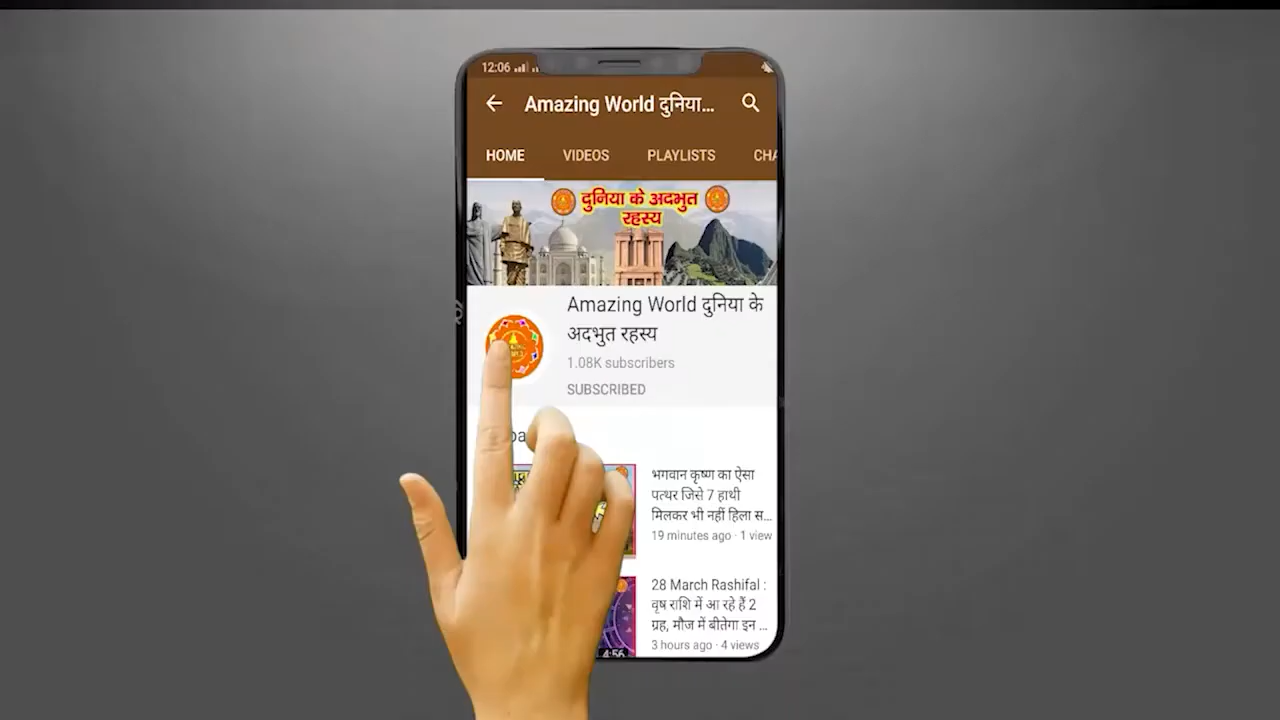 12:06
Amazing World दुनिया...
HOME VIDEOS PLAYLISTS CHA
दुनिया के अदभुत
रहस्य
Amazing World दुनिया के
अदभुत रहस्य
1.08K subscribers
SUBSCRIBED
भगवान कृष्ण का ऐसा
पत्थर जिसे 7 हाथी
मिलकर भी नहीं हिला स...
19 minutes ago · 1 view
28 March Rashifal :
वृष राशि में आ रहे हैं 2
ग्रह, मौज में बीतेगा इन ...
3 hours ago · 4 views
4:56